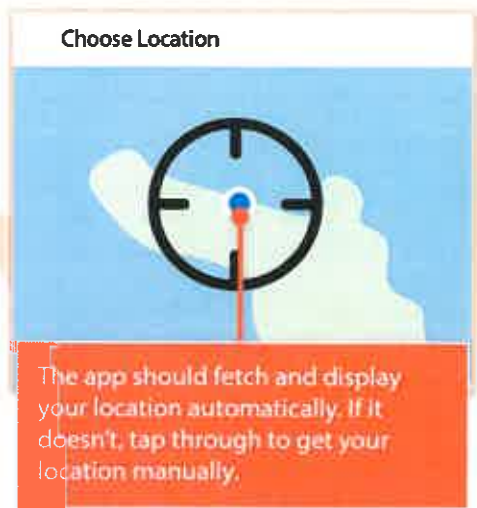 Choose Location
The app should fetch and display
your location automatically. If it
doesn't, tap through to get your
location manually.